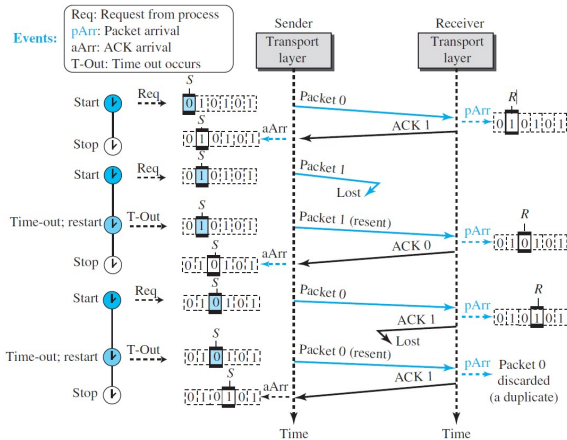 Events:
Req: Request from process
pArr: Packet arrival
aArr: ACK arrival
T-Out: Time out occurs
Sender
Transport
layer
Receiver
Transport
layer
Start
Req
S
0 1 0 1 0 1
Packet 0
pArr
R
0 1 0 1 0 1
Stop
S
0 1 0 1 0 1
aArr
ACK 1
Start
Req
S
0 1 0 1 0 1
Packet 1
Lost
Time-out; restart
T-Out
S
0 1 0 1 0 1
Packet 1 (resent)
pArr
R
0 1 0 1 0 1
Stop
S
0 1 0 1 0 1
aArr
ACK 0
Start
Req
S
0 1 0 1 0 1
Packet 0
pArr
R
0 1 0 1 0 1
ACK 1
Lost
Time-out; restart
T-Out
S
0 1 0 1 0 1
Packet 0 (resent)
pArr
Packet 0
discarded
(a duplicate)
Stop
S
0 1 0 1 0 1
aArr
ACK 1
Time
Time